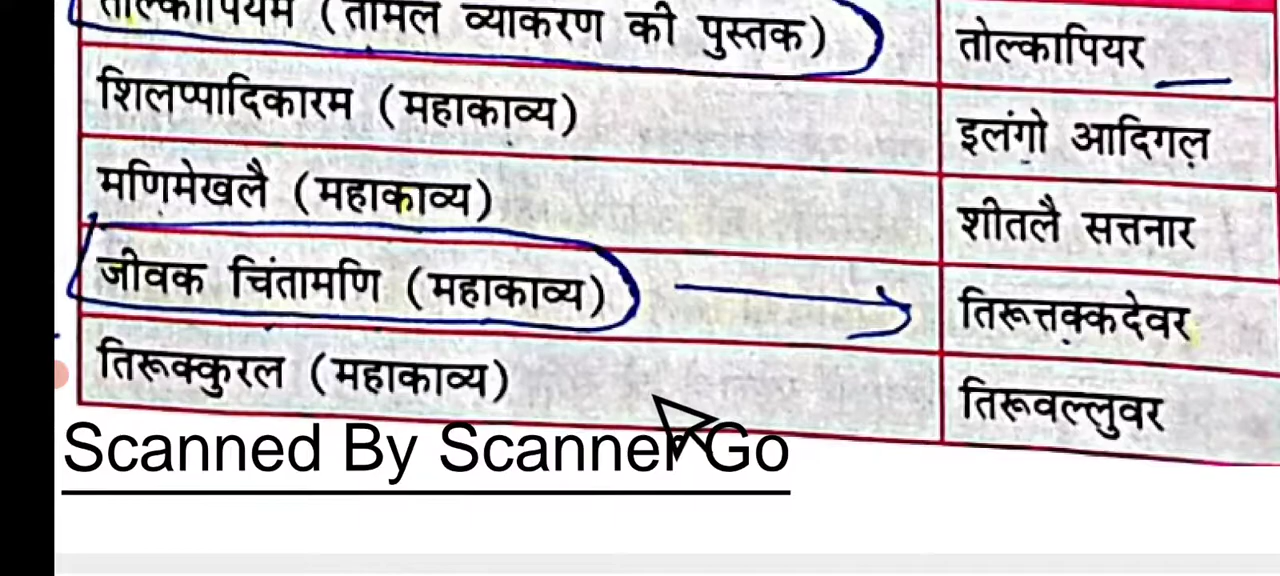 तोल्कापियम (तामिल व्याकरण की पुस्तक) तोल्कापियर
शिलप्पादिकारम (महाकाव्य) इलंगो आदिगल़
मणिमेखलै (महाकाव्य) शीतलै सत्तनार
जीवक चिंतामणि (महाकाव्य) तिरूत्तक्कदेवर
तिरूक्कुरल (महाकाव्य) तिरूवल्लुवर
Scanned By Scanner Go